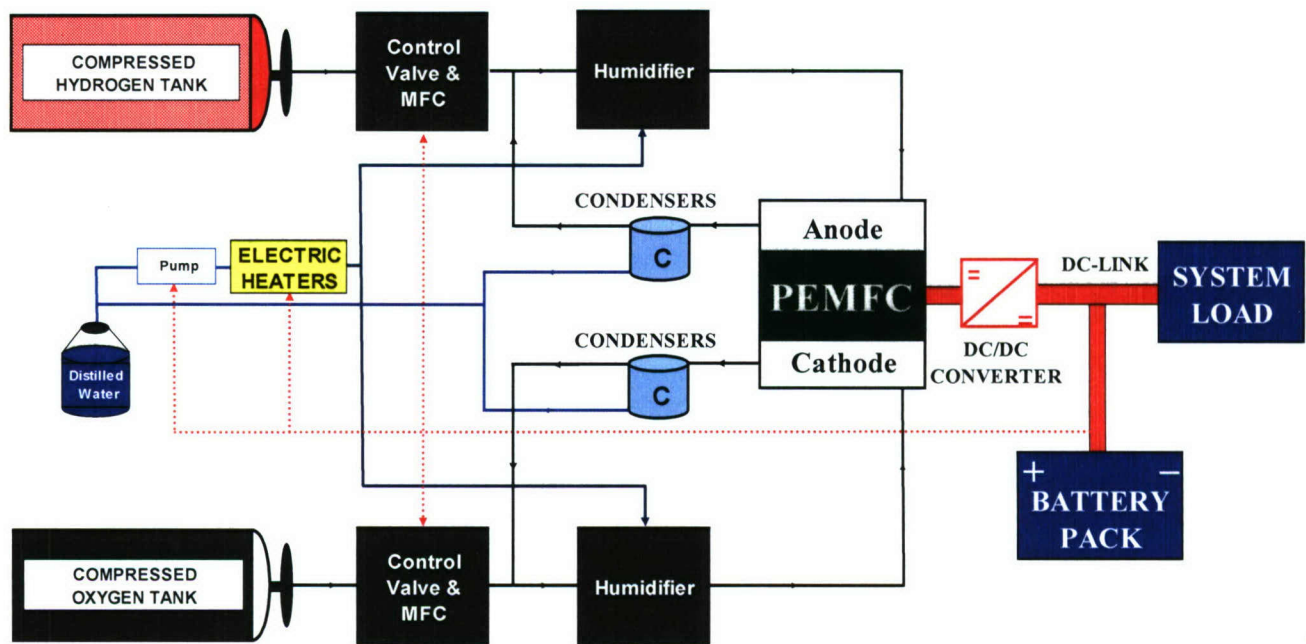 COMPRESSED
HYDROGEN TANK
Control
Valve &
MFC
Humidifier
CONDENSERS
C
Anode
PEMFC
Cathode
Pump
ELECTRIC
HEATERS
DC-LINK
SYSTEM
LOAD
CONDENSERS
C
DC/DC
CONVERTER
Distilled
Water
+ −
BATTERY
PACK
COMPRESSED
OXYGEN TANK
Control
Valve &
MFC
Humidifier